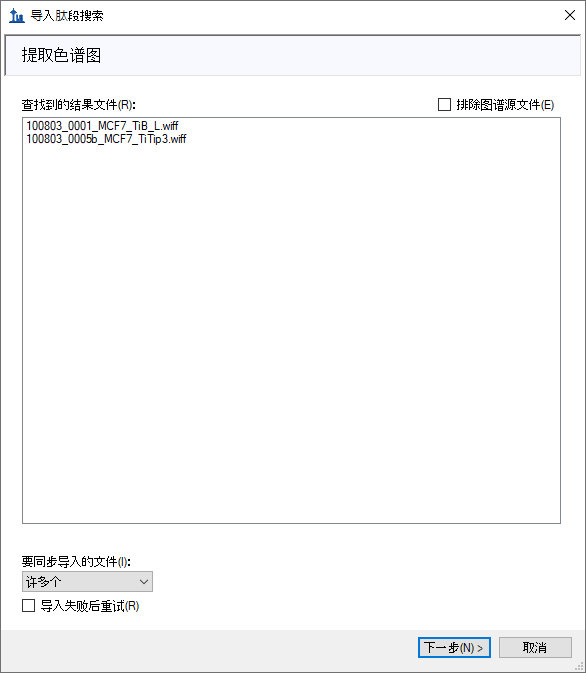 导入肽段搜索
提取色谱图
查找到的结果文件(R):
排除图谱源文件(E)
100803_0001_MCF7_TiB_L.wiff
100803_0005b_MCF7_TiTip3.wiff
要同步导入的文件(I):
许多个
导入失败后重试(R)
下一步(N) >
取消